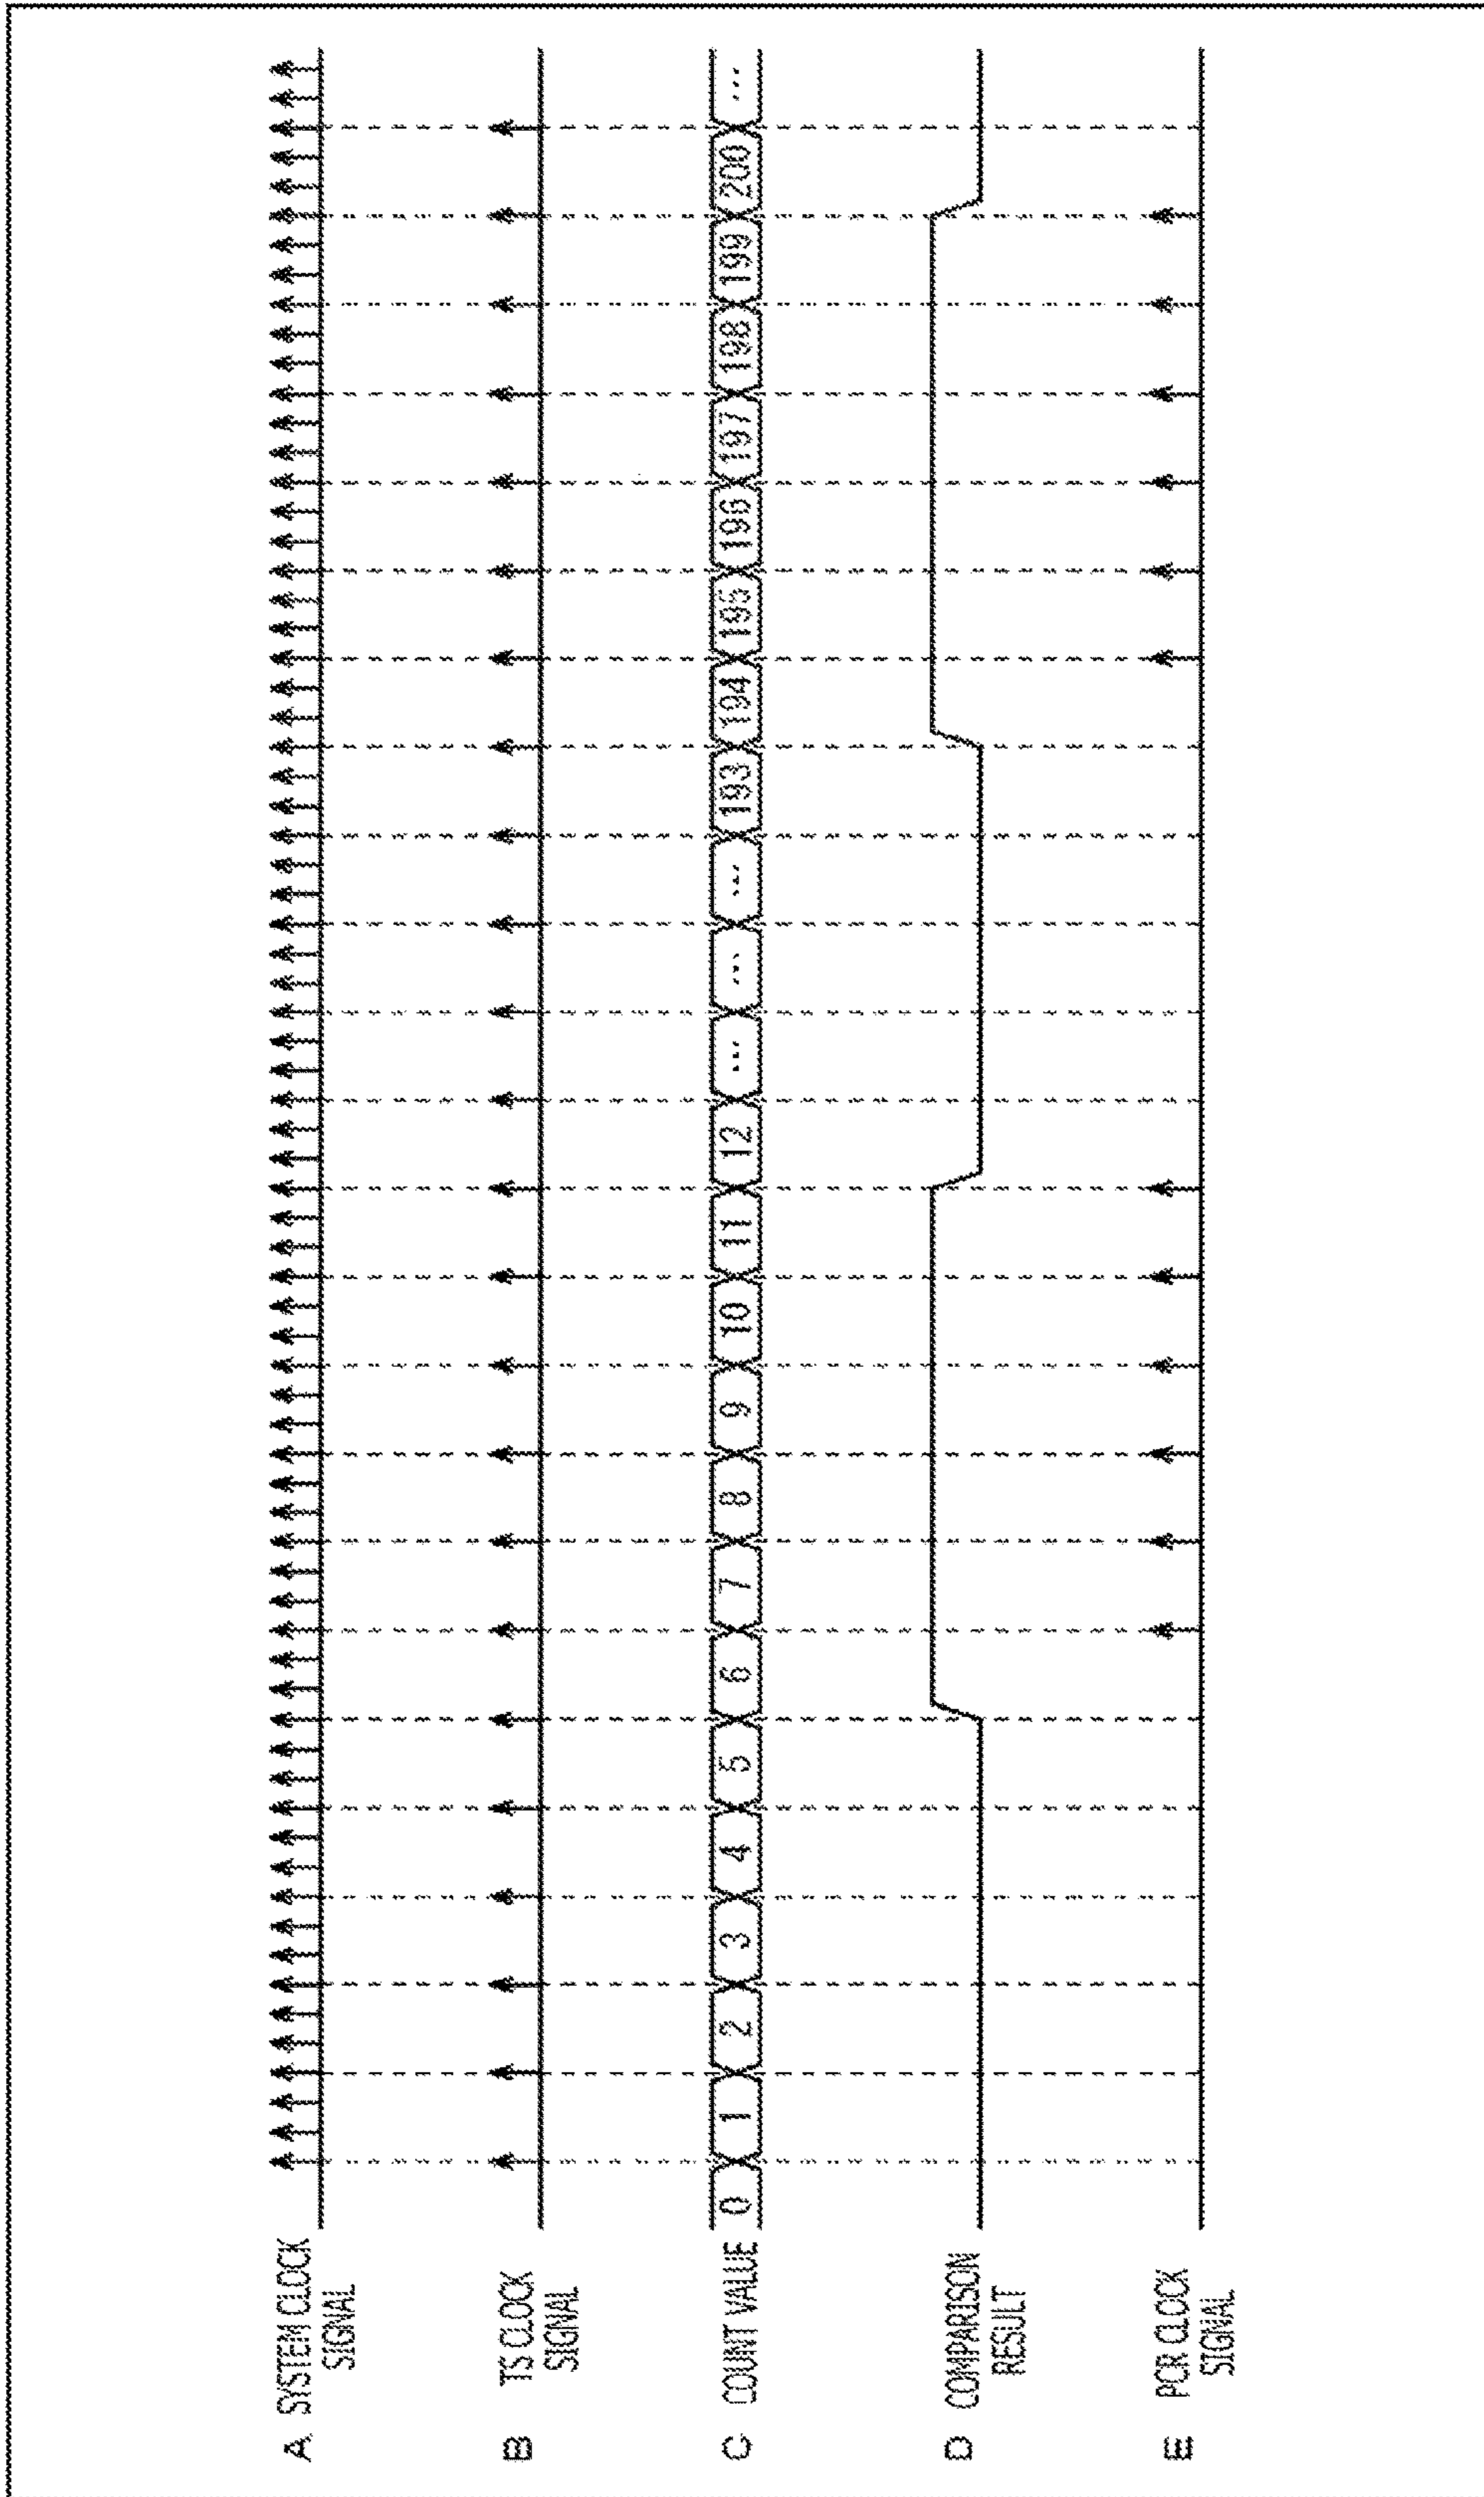 A SYSTEM CLOCK
SIGNAL
B TS CLOCK
SIGNAL
C COUNT VALUE 0 1 2 3 4 5 6 7 8 9 10 11 12 ... ... ... 193 194 195 196 197 198 199 200 ...
D COMPARISON
RESULT
E PCR CLOCK
SIGNAL